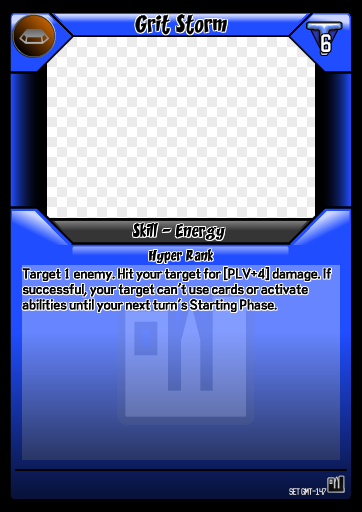 Grit Storm
6
Skill - Energy
Hyper Rank
Target 1 enemy. Hit your target for [PLV+4] damage. If
successful, your target can't use cards or activate
abilities until your next turn's Starting Phase.
SET GMT-147